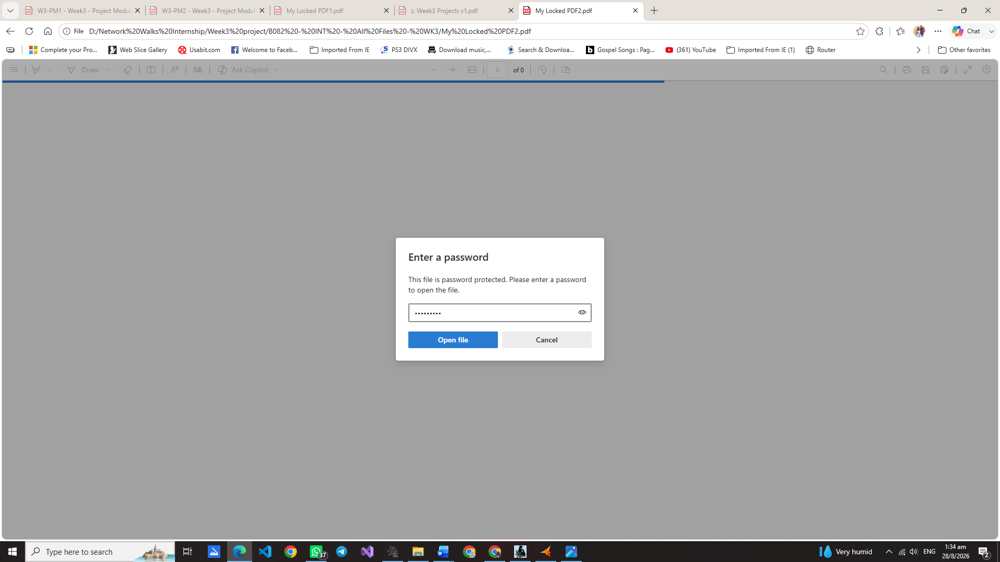 W3-PM1 - Week3 - Project Modul
W3-PM2 - Week3 - Project Modul
My Locked PDF1.pdf
z. Week3 Projects v1.pdf
My Locked PDF2.pdf
File
D:/Network%20Walks%20Internship/Week3%20project/B082%20-%20INT%20-%20All%20Files%20-%20WK3/My%20Locked%20PDF2.pdf
Chat
Complete your Pro...
Web Slice Gallery
Usabit.com
Welcome to Faceb...
Imported From IE
PS3 DIVX
Download music,...
Search & Downloa...
Gospel Songs : Pag...
(361) YouTube
Imported From IE (1)
Router
Other favorites
Draw
Ask Copilot
0
of 0
Enter a password
This file is password protected. Please enter a password
to open the file.
•••••••••
Open file
Cancel
Type here to search
37
Very humid
ENG
1:34 am
28/8/2026
2